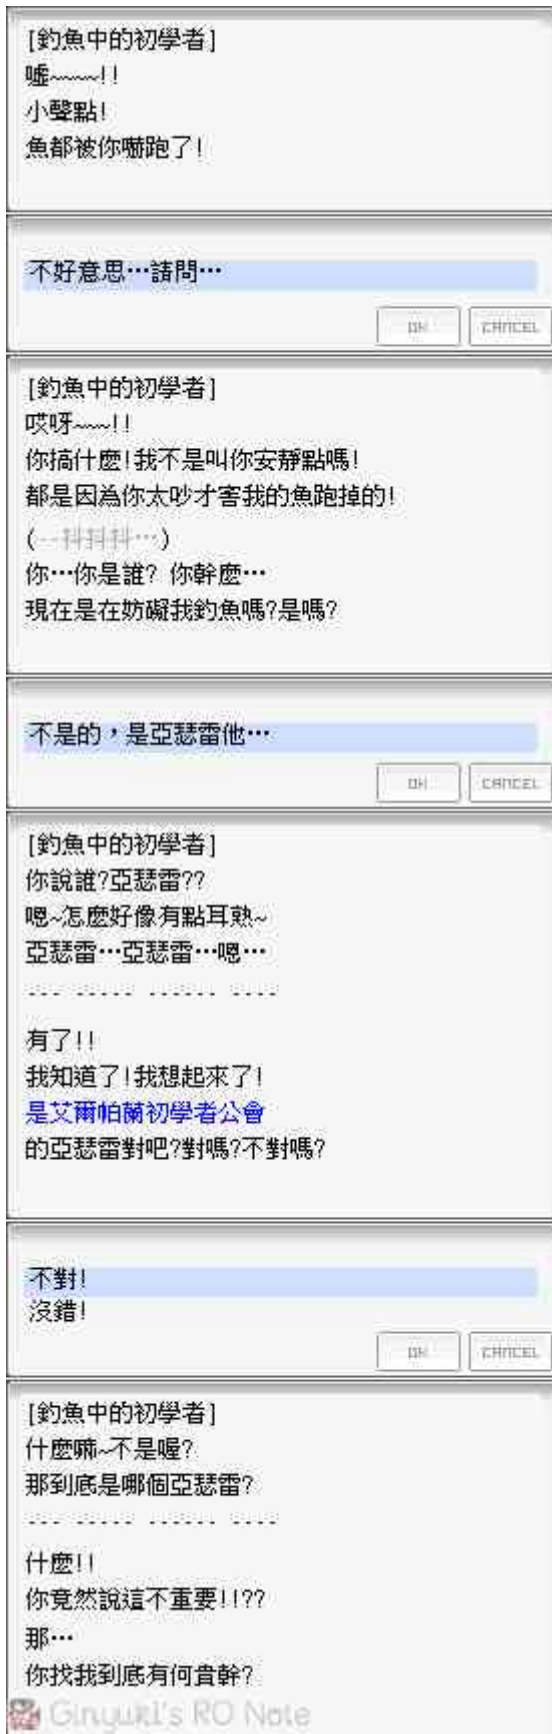 [釣魚中的初學者]
噓~~~~!!
小聲點!
魚都被你嚇跑了!
不好意思…請問…
OK
CANCEL
[釣魚中的初學者]
哎呀~~~!!
你搞什麼!我不是叫你安靜點嗎!
都是因為你太吵才害我的魚跑掉的!
(--抖抖抖…)
你…你是誰? 你幹麼…
現在是在妨礙我釣魚嗎?是嗎?
不是的，是亞瑟雷他…
OK
CANCEL
[釣魚中的初學者]
你說誰?亞瑟雷??
嗯~怎麼好像有點耳熟~
亞瑟雷…亞瑟雷…嗯…
... ..... ...... ....
有了!!
我知道了!我想起來了!
是艾爾帕蘭初學者公會
的亞瑟雷對吧?對嗎?不對嗎?
不對!
沒錯!
OK
CANCEL
[釣魚中的初學者]
什麼嘛~不是喔?
那到底是哪個亞瑟雷?
... ..... ...... ....
什麼!!
你竟然說這不重要!!??
那…
你找我到底有何貴幹?
Ginyuki's RO Note